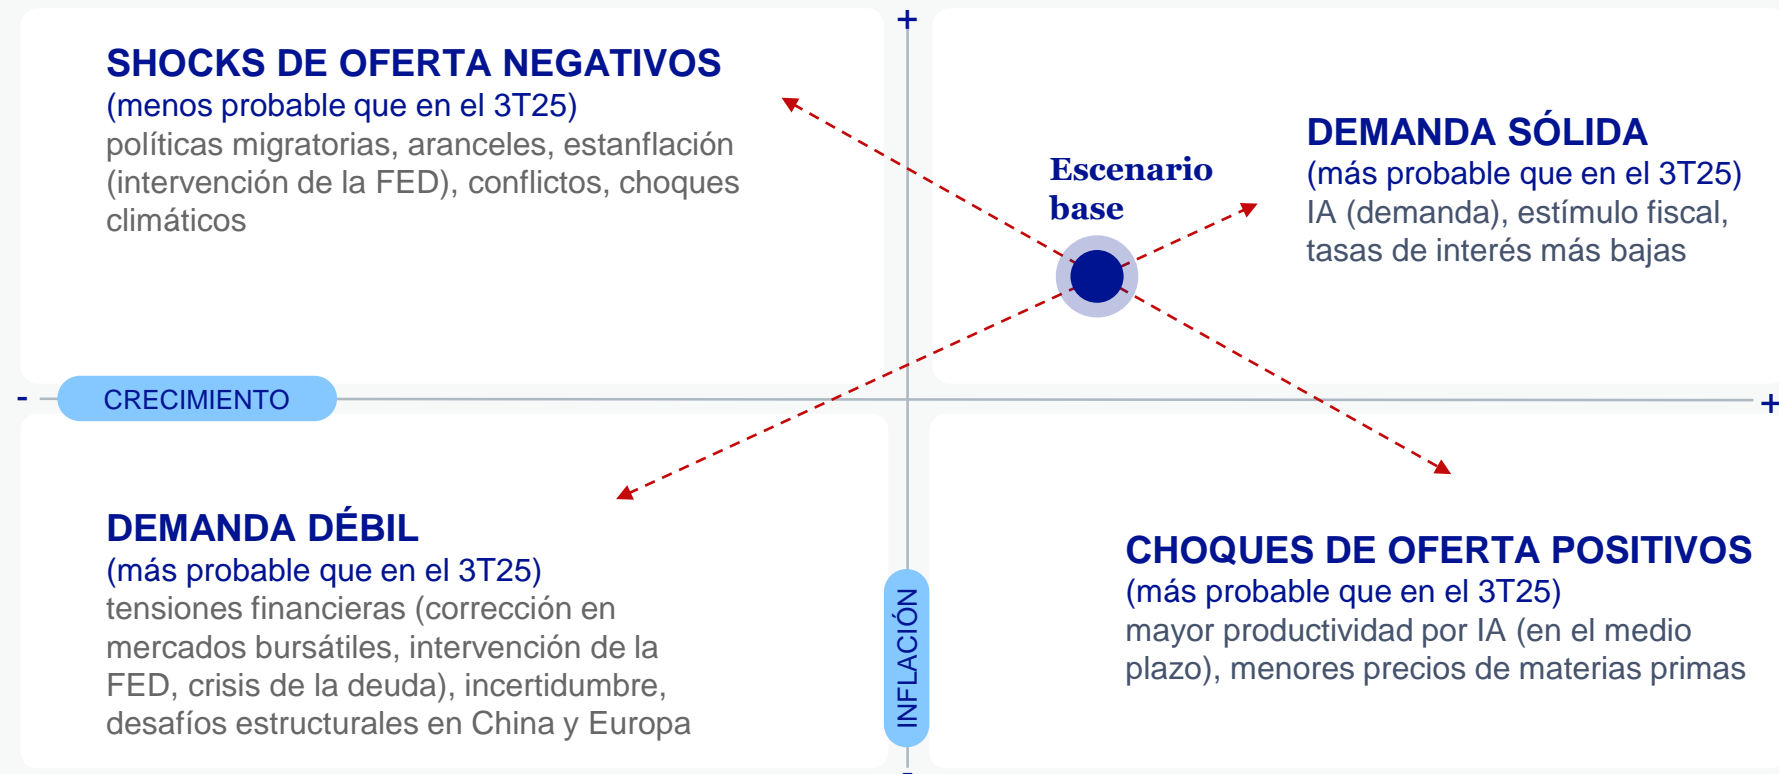 +
SHOCKS DE OFERTA NEGATIVOS
(menos probable que en el 3T25)
políticas migratorias, aranceles, estanflación
(intervención de la FED), conflictos, choques
climáticos
Escenario
base
DEMANDA SÓLIDA
(más probable que en el 3T25)
IA (demanda), estímulo fiscal,
tasas de interés más bajas
-
CRECIMIENTO
+
DEMANDA DÉBIL
(más probable que en el 3T25)
tensiones financieras (corrección en
mercados bursátiles, intervención de la
FED, crisis de la deuda), incertidumbre,
desafíos estructurales en China y Europa
INFLACIÓN
-
CHOQUES DE OFERTA POSITIVOS
(más probable que en el 3T25)
mayor productividad por IA (en el medio
plazo), menores precios de materias primas